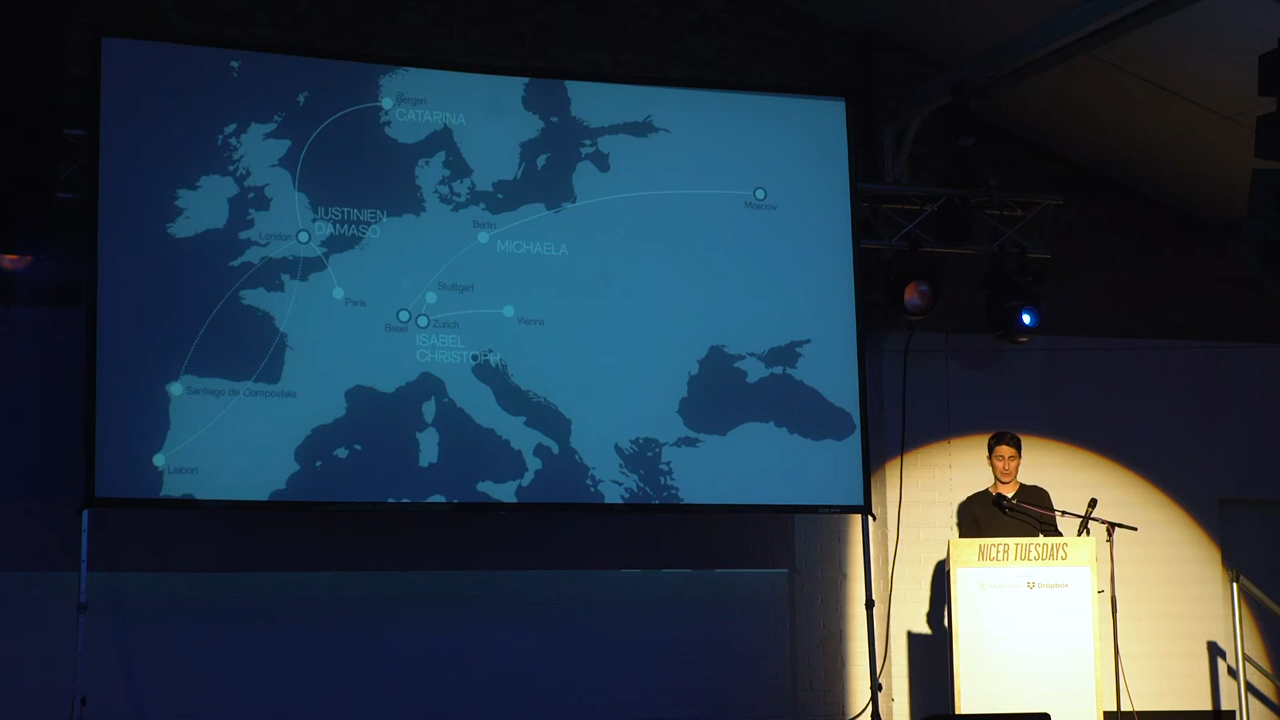 Bergen
CATARINA
Moscow
JUSTINIEN
DAMASO
London
Berlin
MICHAELA
Stuttgart
Paris
Basel
Zurich
Vienna
ISABEL
CHRISTOPH
Santiago de Compostela
Lisbon
NICER TUESDAYS
Dropbox